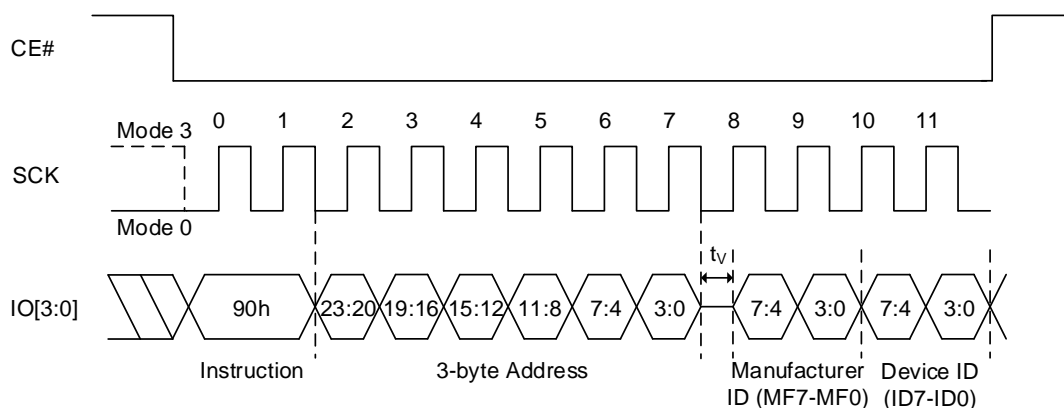 CE#
0 1 2 3 4 5 6 7 8 9 10 11
Mode 3
SCK
Mode 0
tV
IO[3:0] 90h 23:20 19:16 15:12 11:8 7:4 3:0 7:4 3:0 7:4 3:0
Instruction 3-byte Address Manufacturer Device ID
ID (MF7-MF0) (ID7-ID0)